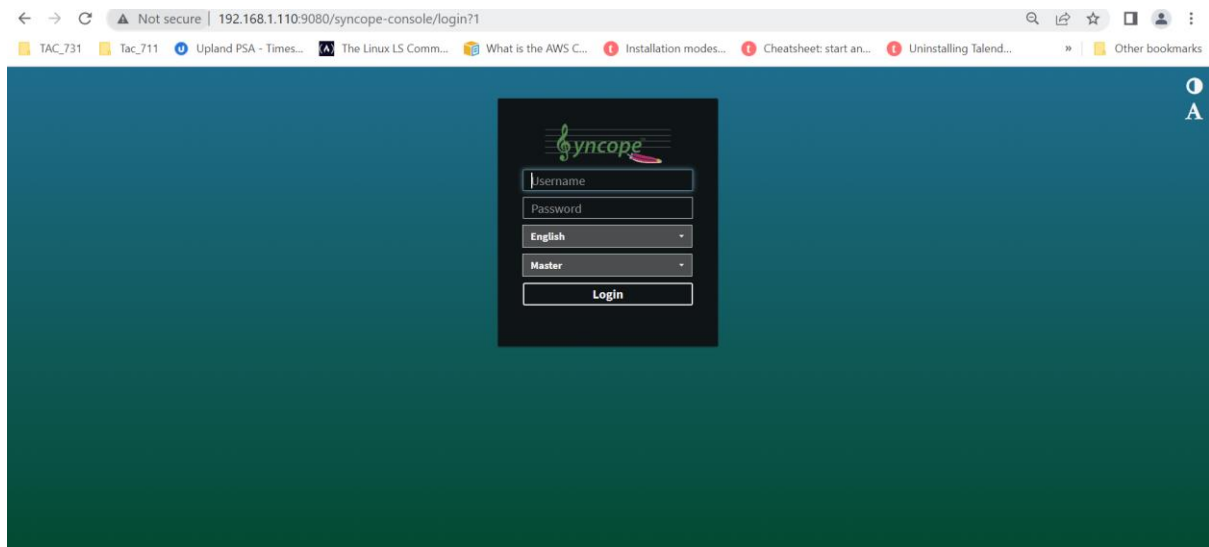 Not secure | 192.168.1.110:9080/syncope-console/login?1
TAC_731 Tac_711 Upland PSA - Times... The Linux LS Comm... What is the AWS C... Installation modes... Cheatsheet: start an... Uninstalling Talend... » Other bookmarks
A
Syncope
Username
Password
English
Master
Login